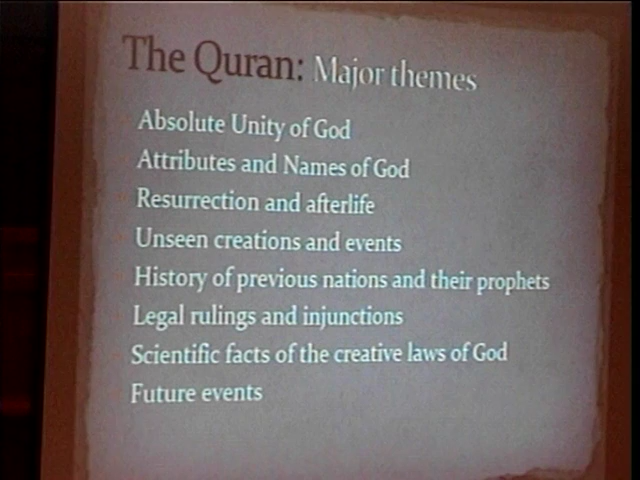 The Quran: Major themes
Absolute Unity of God
Attributes and Names of God
Resurrection and afterlife
Unseen creations and events
History of previous nations and their prophets
Legal rulings and injunctions
Scientific facts of the creative laws of God
Future events